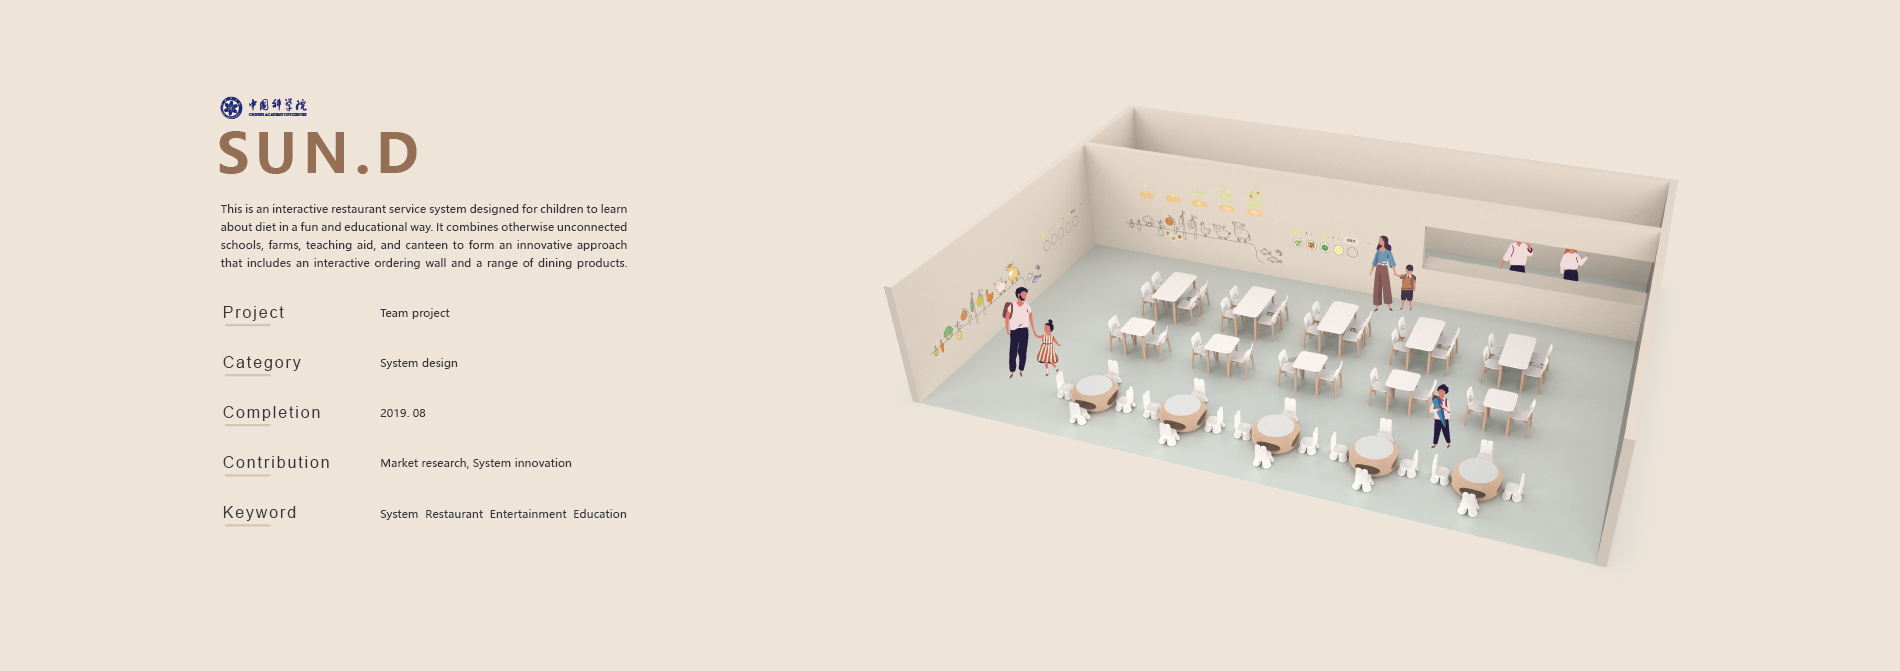 中国科学院
CHINESE ACADEMY OF SCIENCES
SUN.D
This is an interactive restaurant service system designed for children to learn
about diet in a fun and educational way. It combines otherwise unconnected
schools, farms, teaching aid, and canteen to form an innovative approach
that includes an interactive ordering wall and a range of dining products.
Project Team project
Category System design
Completion 2019. 08
Contribution Market research, System innovation
Keyword System Restaurant Entertainment Education